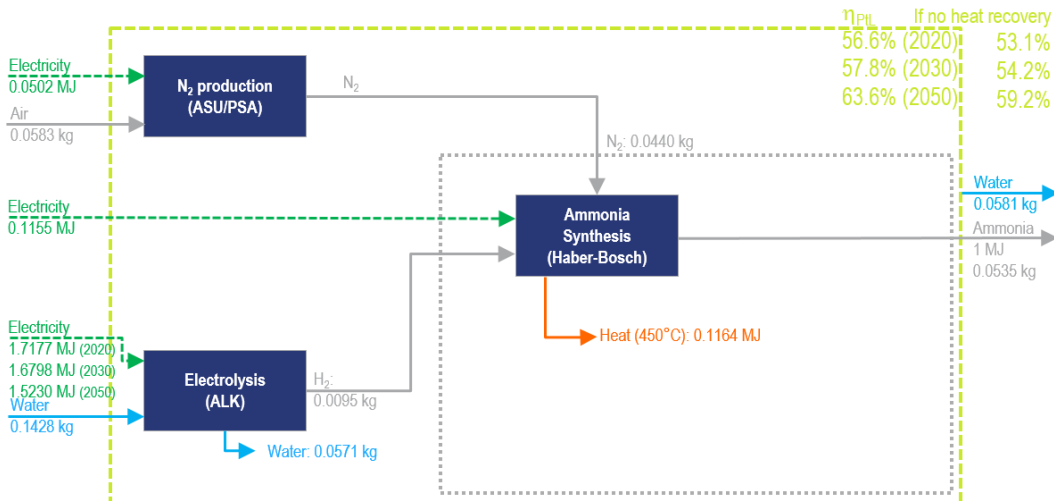 η_PtL If no heat recovery
56.6% (2020) 53.1%
57.8% (2030) 54.2%
63.6% (2050) 59.2%
Electricity
0.0502 MJ
Air
0.0583 kg
N₂ production
(ASU/PSA)
N₂
N₂: 0.0440 kg
Electricity
0.1155 MJ
Ammonia
Synthesis
(Haber-Bosch)
Water
0.0581 kg
Ammonia
1 MJ
0.0535 kg
Heat (450°C): 0.1164 MJ
Electricity
1.7177 MJ (2020)
1.6798 MJ (2030)
1.5230 MJ (2050)
Water
0.1428 kg
Electrolysis
(ALK)
H₂:
0.0095 kg
Water: 0.0571 kg